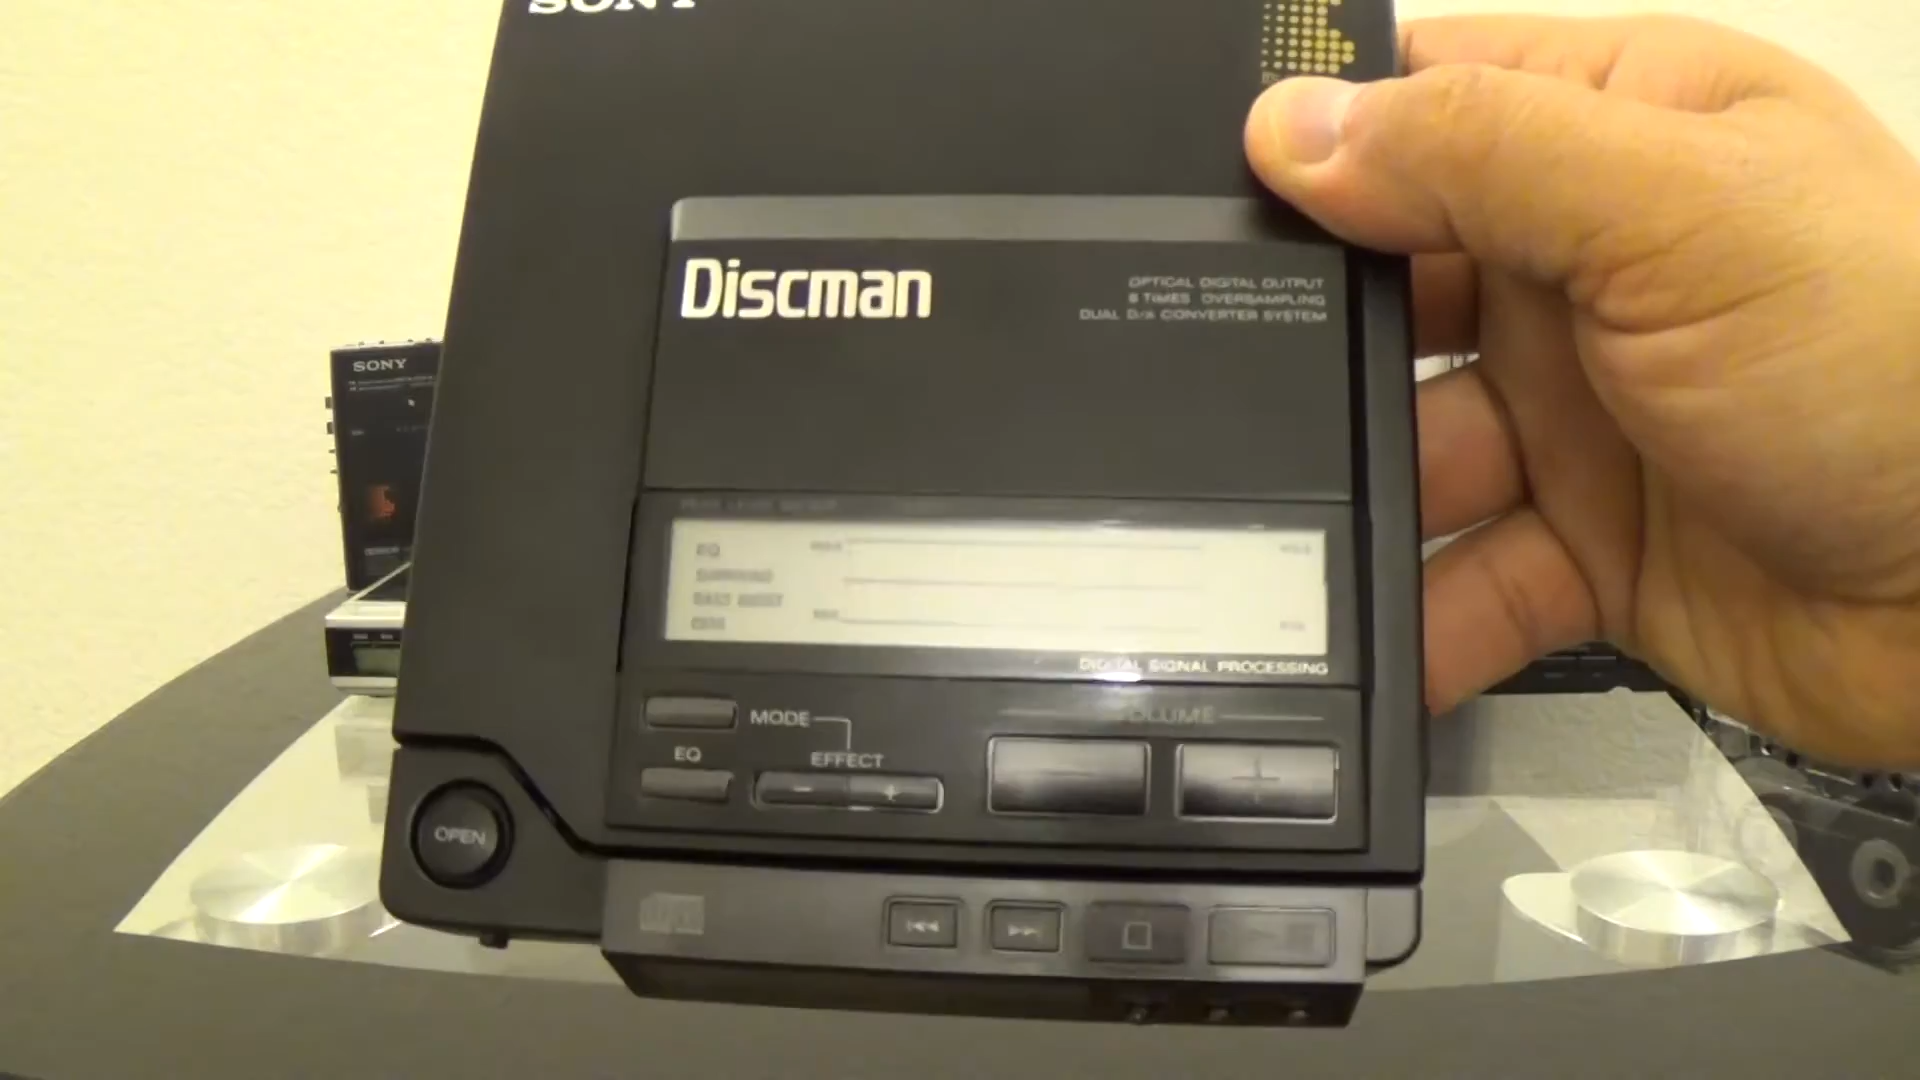 SONY
Discman
OPTICAL DIGITAL OUTPUT
8 TIMES OVERSAMPLING
DUAL D/A CONVERTER SYSTEM
SONY
EQ
SURROUND
BASS BOOST
DIGITAL SIGNAL PROCESSING
MODE
VOLUME
EQ
EFFECT
- +
- +
OPEN